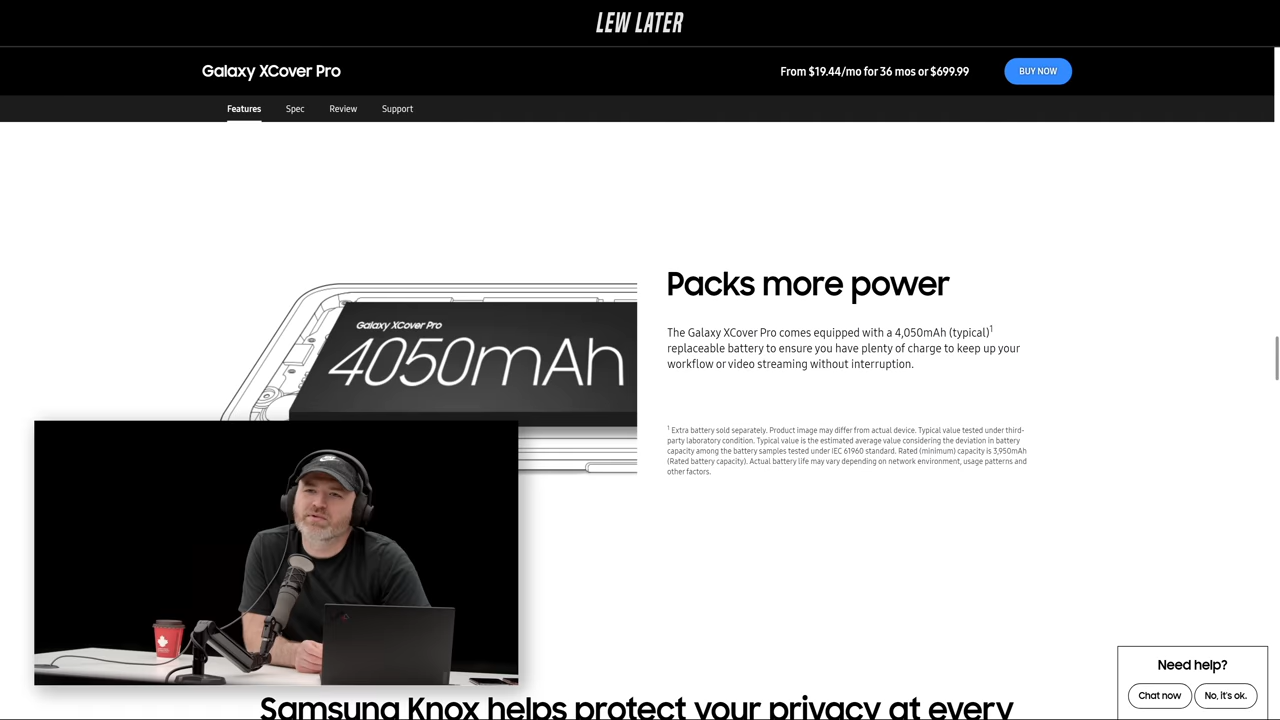 LEW LATER
Galaxy XCover Pro
From $19.44/mo for 36 mos or $699.99
BUY NOW
Features
Spec
Review
Support
Galaxy XCover Pro
4050mAh
Packs more power
The Galaxy XCover Pro comes equipped with a 4,050mAh (typical)1
replaceable battery to ensure you have plenty of charge to keep up your
workflow or video streaming without interruption.
1 Extra battery sold separately. Product image may differ from actual device. Typical value tested under third-
party laboratory condition. Typical value is the estimated average value considering the deviation in battery
capacity among the battery samples tested under IEC 61960 standard. Rated (minimum) capacity is 3,950mAh
(Rated battery capacity). Actual battery life may vary depending on network environment, usage patterns and
other factors.
Samsung Knox helps protect your privacy at every
Need help?
Chat now
No, it's ok.